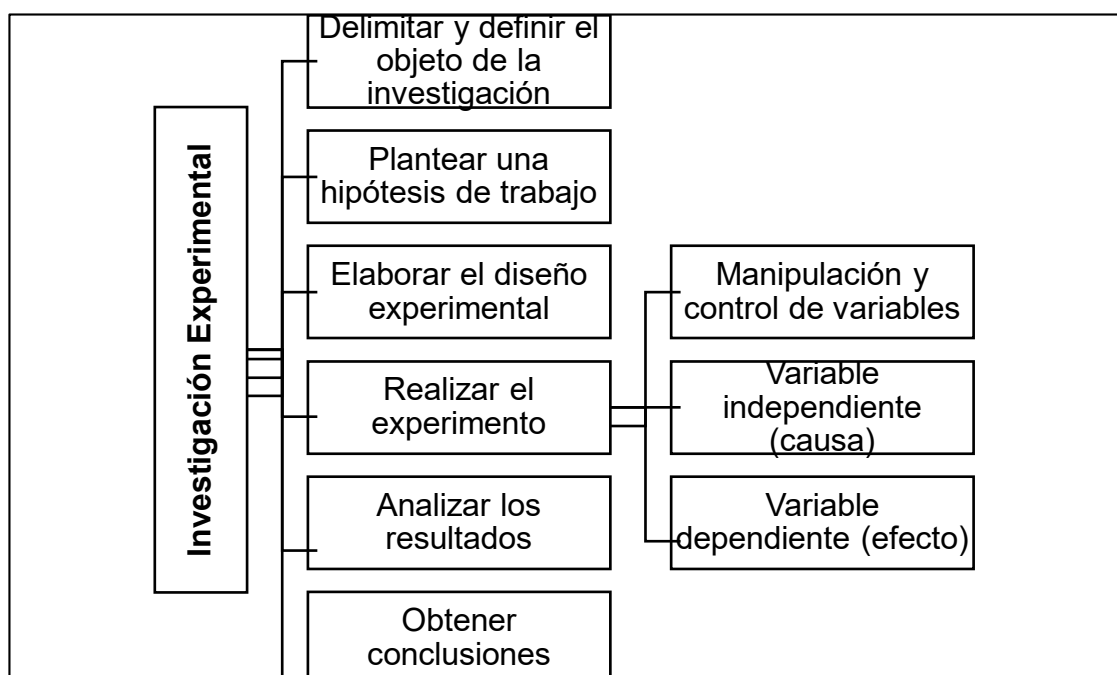 Investigación Experimental
Delimitar y definir el
objeto de la
investigación
Plantear una
hipótesis de trabajo
Elaborar el diseño
experimental
Realizar el
experimento
Manipulación y
control de variables
Variable
independiente
(causa)
Variable
dependiente (efecto)
Analizar los
resultados
Obtener
conclusiones